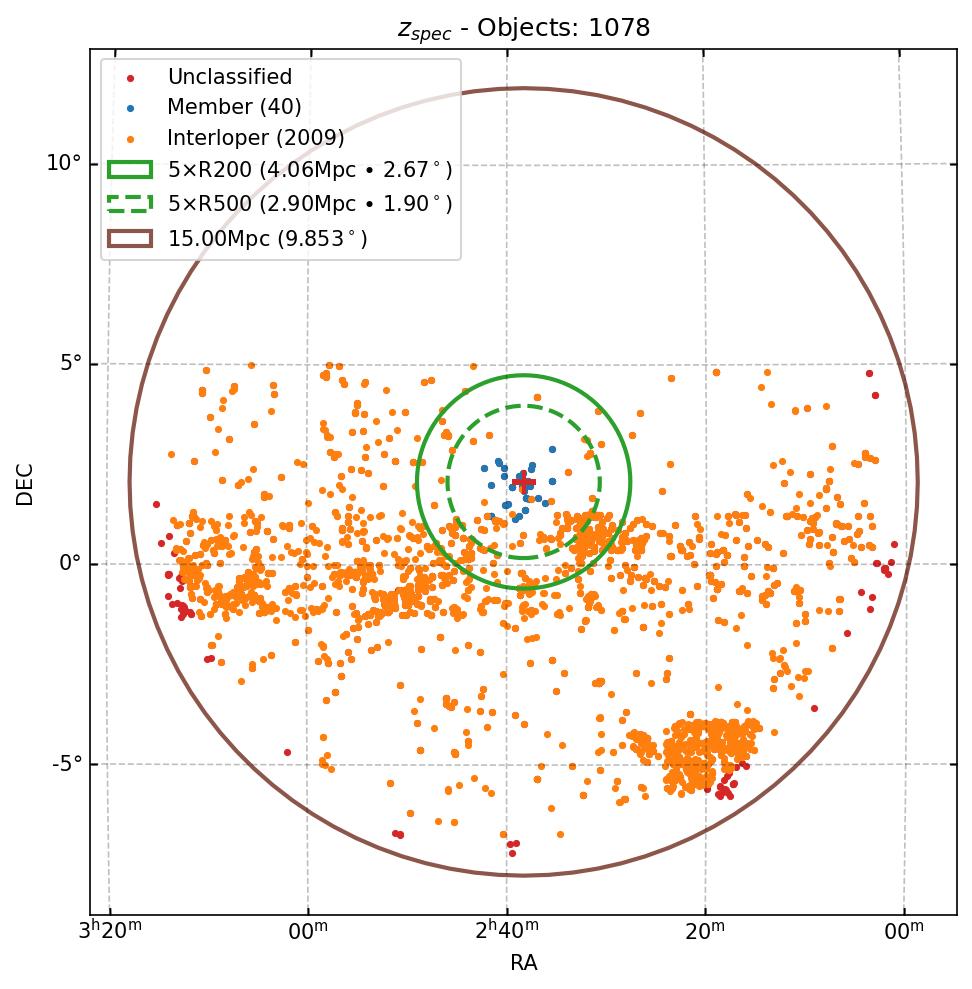 z_spec - Objects: 1078
Unclassified
Member (40)
Interloper (2009)
5×R200 (4.06Mpc • 2.67°)
5×R500 (2.90Mpc • 1.90°)
15.00Mpc (9.853°)
10°
5°
0°
-5°
DEC
3h20m 00m 2h40m 20m 00m
RA